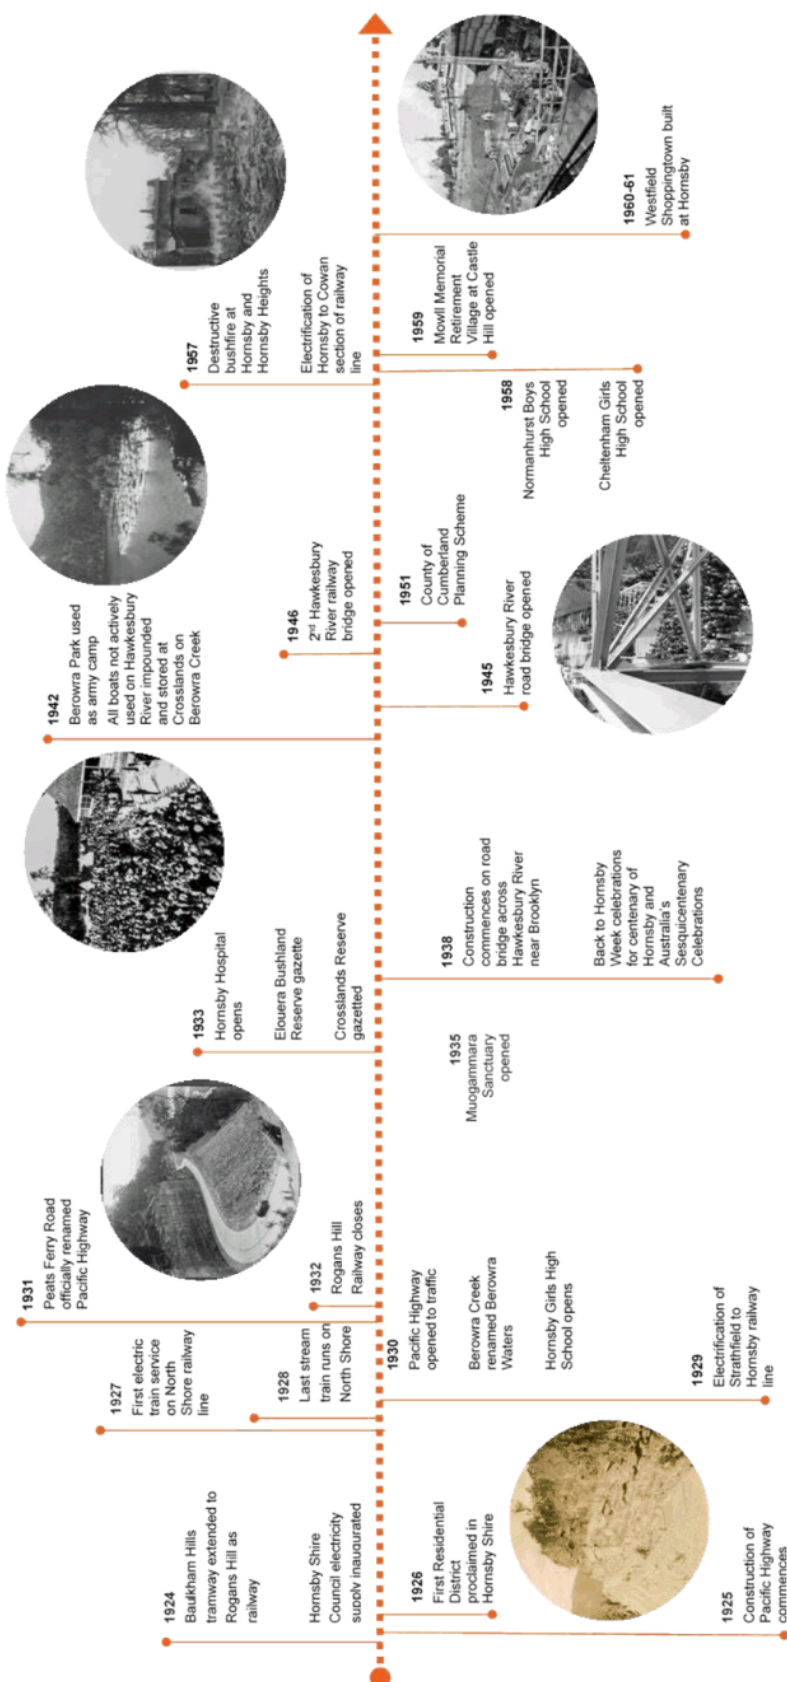 1924
Baulkham Hills
tramway extended to
Rogans Hill as
railway
Hornsby Shire
Council electricity
supply inaugurated
1927
First electric
train service
on North
Shore railway
line
1928
Last stream
train runs on
North Shore
1931
Peats Ferry Road
officially renamed
Pacific Highway
1932
Rogans Hill
Railway closes
1933
Hornsby Hospital
opens
Elouera Bushland
Reserve gazette
Crosslands Reserve
gazetted
1942
Berowra Park used
as army camp
All boats not actively
used on Hawkesbury
River impounded
and stored at
Crosslands on
Berowra Creek
1946
2nd Hawkesbury
River railway
bridge opened
1957
Destructive
bushfire at
Hornsby and
Hornsby Heights
Electrification of
Hornsby to Cowan
section of railway
line
1925
Construction of
Pacific Highway
commences
1926
First Residential
District
proclaimed in
Hornsby Shire
1929
Electrification of
Strathfield to
Hornsby railway
line
1930
Pacific Highway
opened to traffic
Berowra Creek
renamed Berowra
Waters
Hornsby Girls High
School opens
1935
Muogammara
Sanctuary
opened
1938
Construction
commences on road
bridge across
Hawkesbury River
near Brooklyn
Back to Hornsby
Week celebrations
for centenary of
Hornsby and
Australia's
Sesquicentenary
Celebrations
1945
Hawkesbury River
road bridge opened
1951
County of
Cumberland
Planning Scheme
1958
Normanhurst Boys
High School
opened
Cheltenham Girls
High School
opened
1959
Mowll Memorial
Retirement
Village at Castle
Hill opened
1960-61
Westfield
Shoppingtown built
at Hornsby